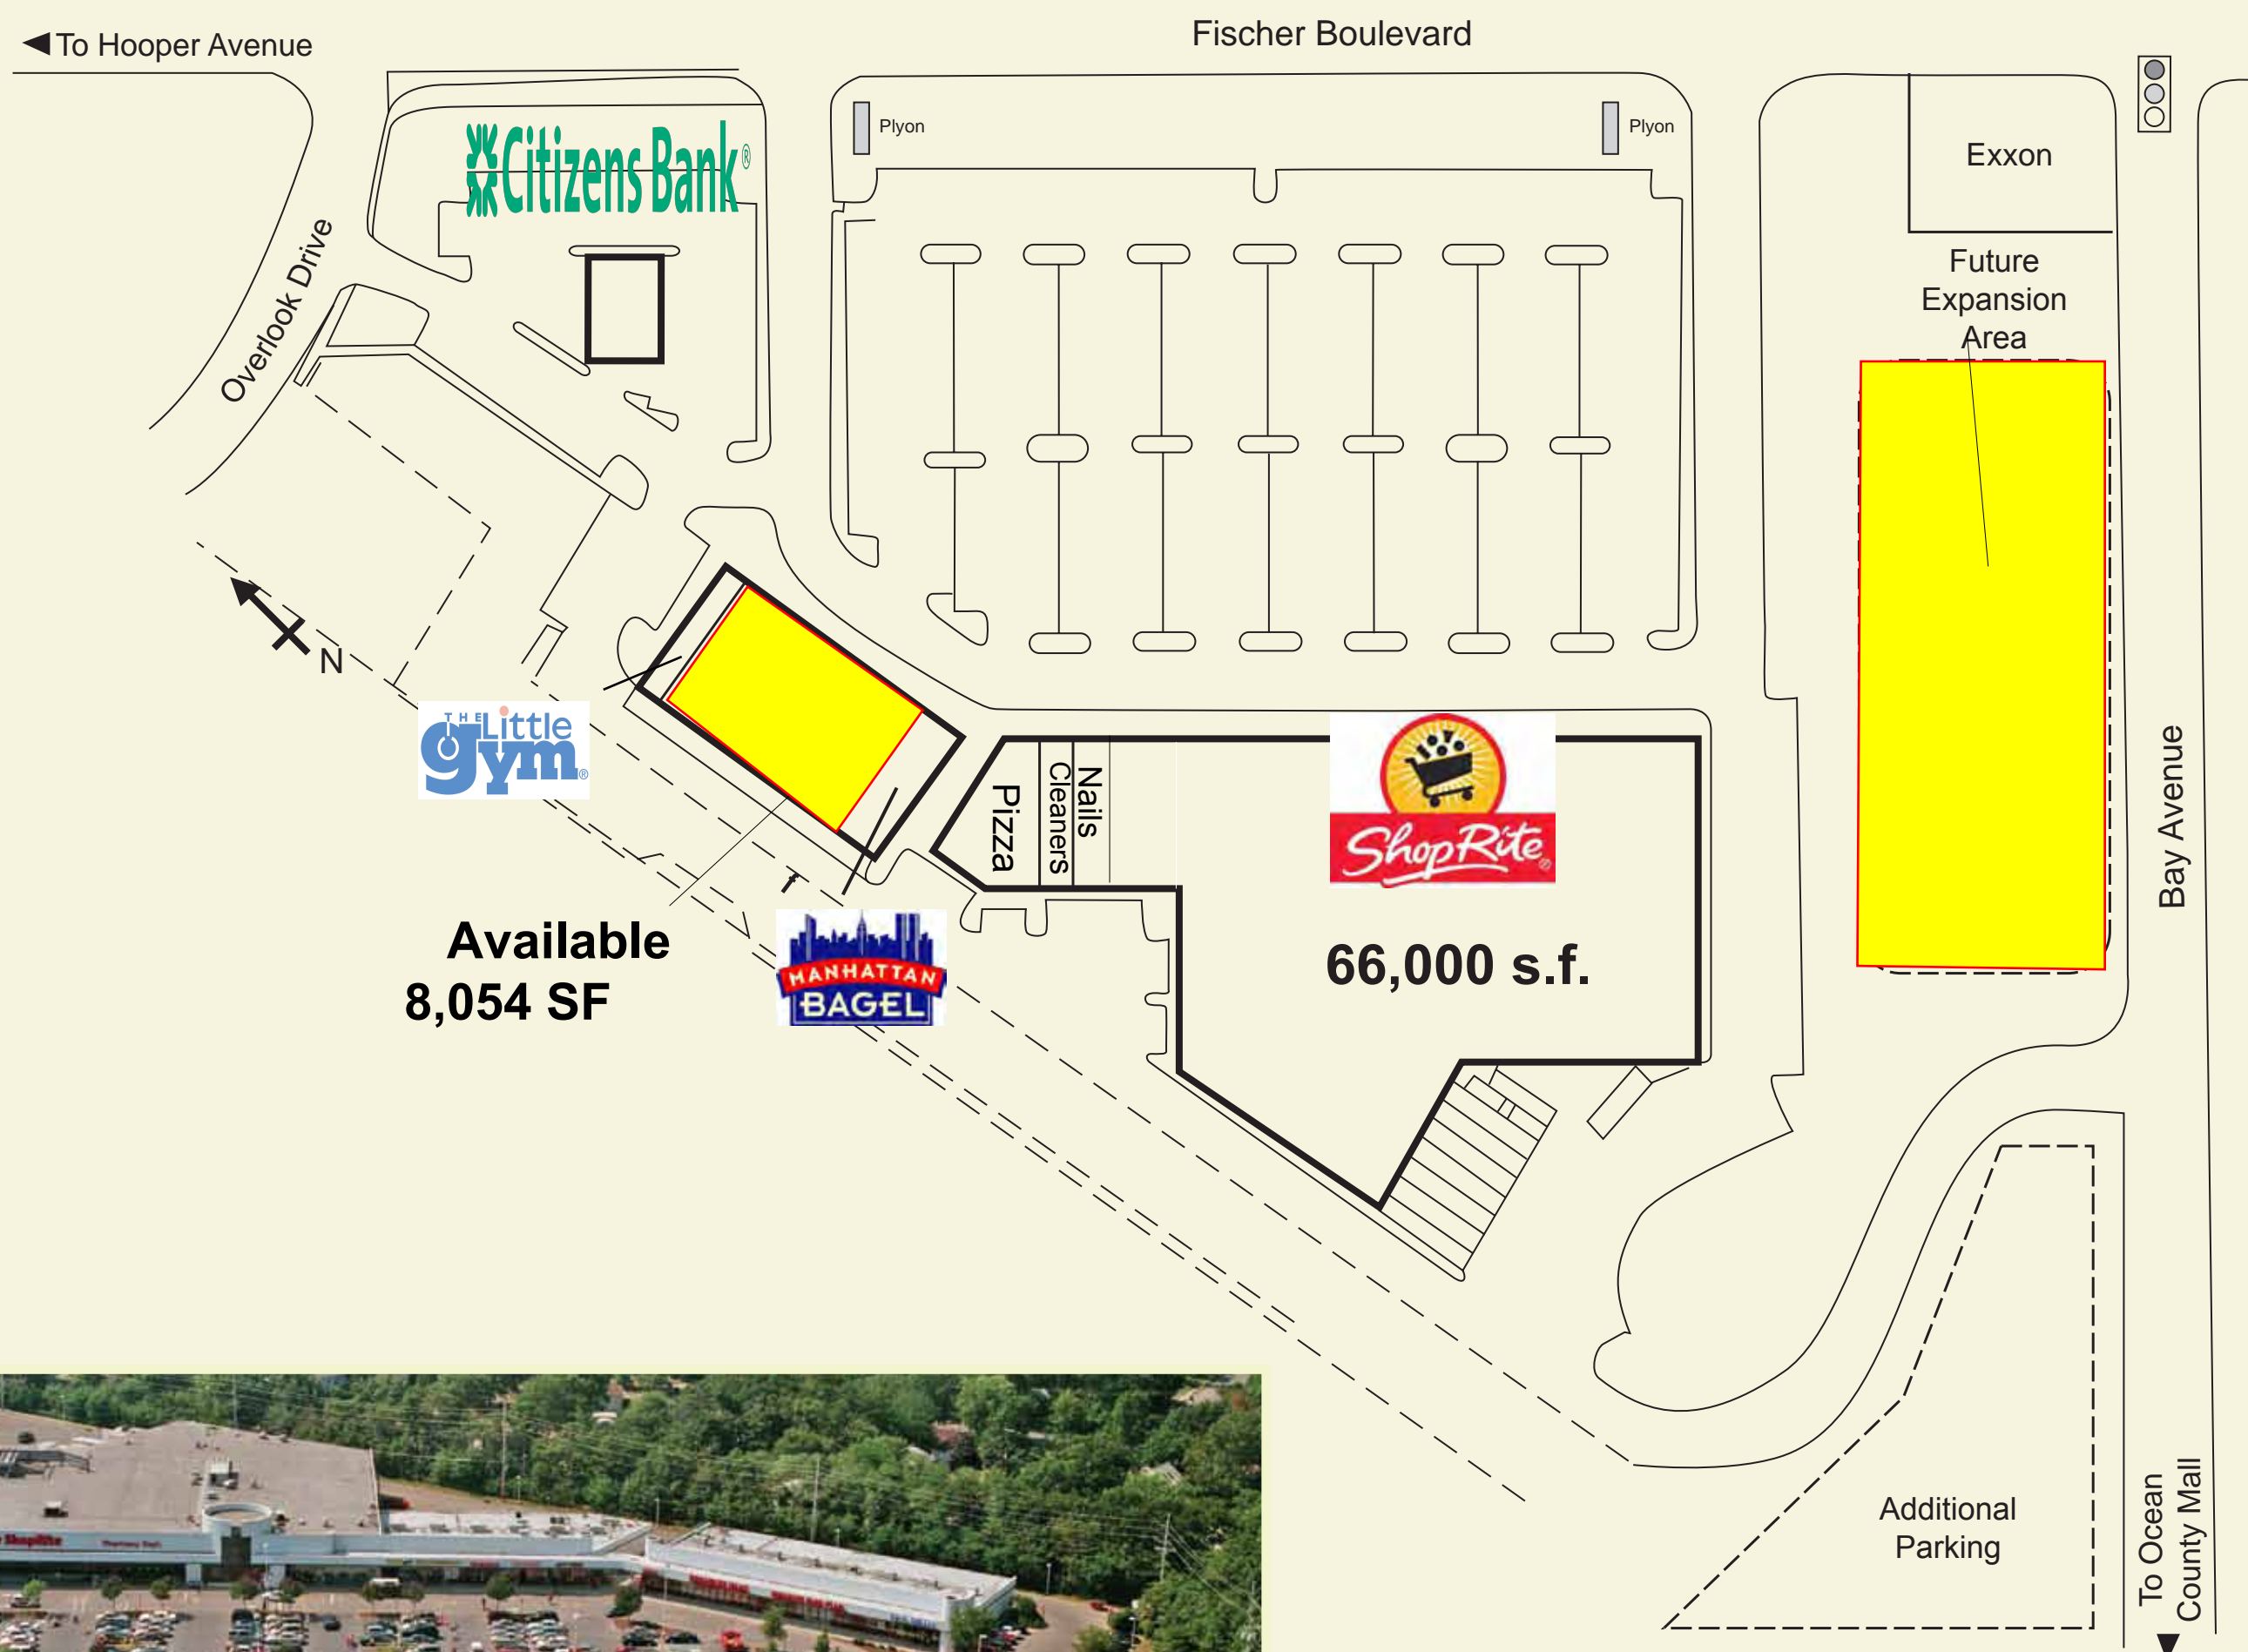 To Hooper Avenue
Fischer Boulevard
Plyon
Plyon
Exxon
Citizens Bank®
Future
Expansion
Area
Overlook Drive
N
THE Little
gym®
Pizza
Cleaners
Nails
ShopRite®
Bay Avenue
Available
8,054 SF
MANHATTAN
BAGEL
66,000 s.f.
Additional
Parking
To Ocean
County Mall
ShopRite